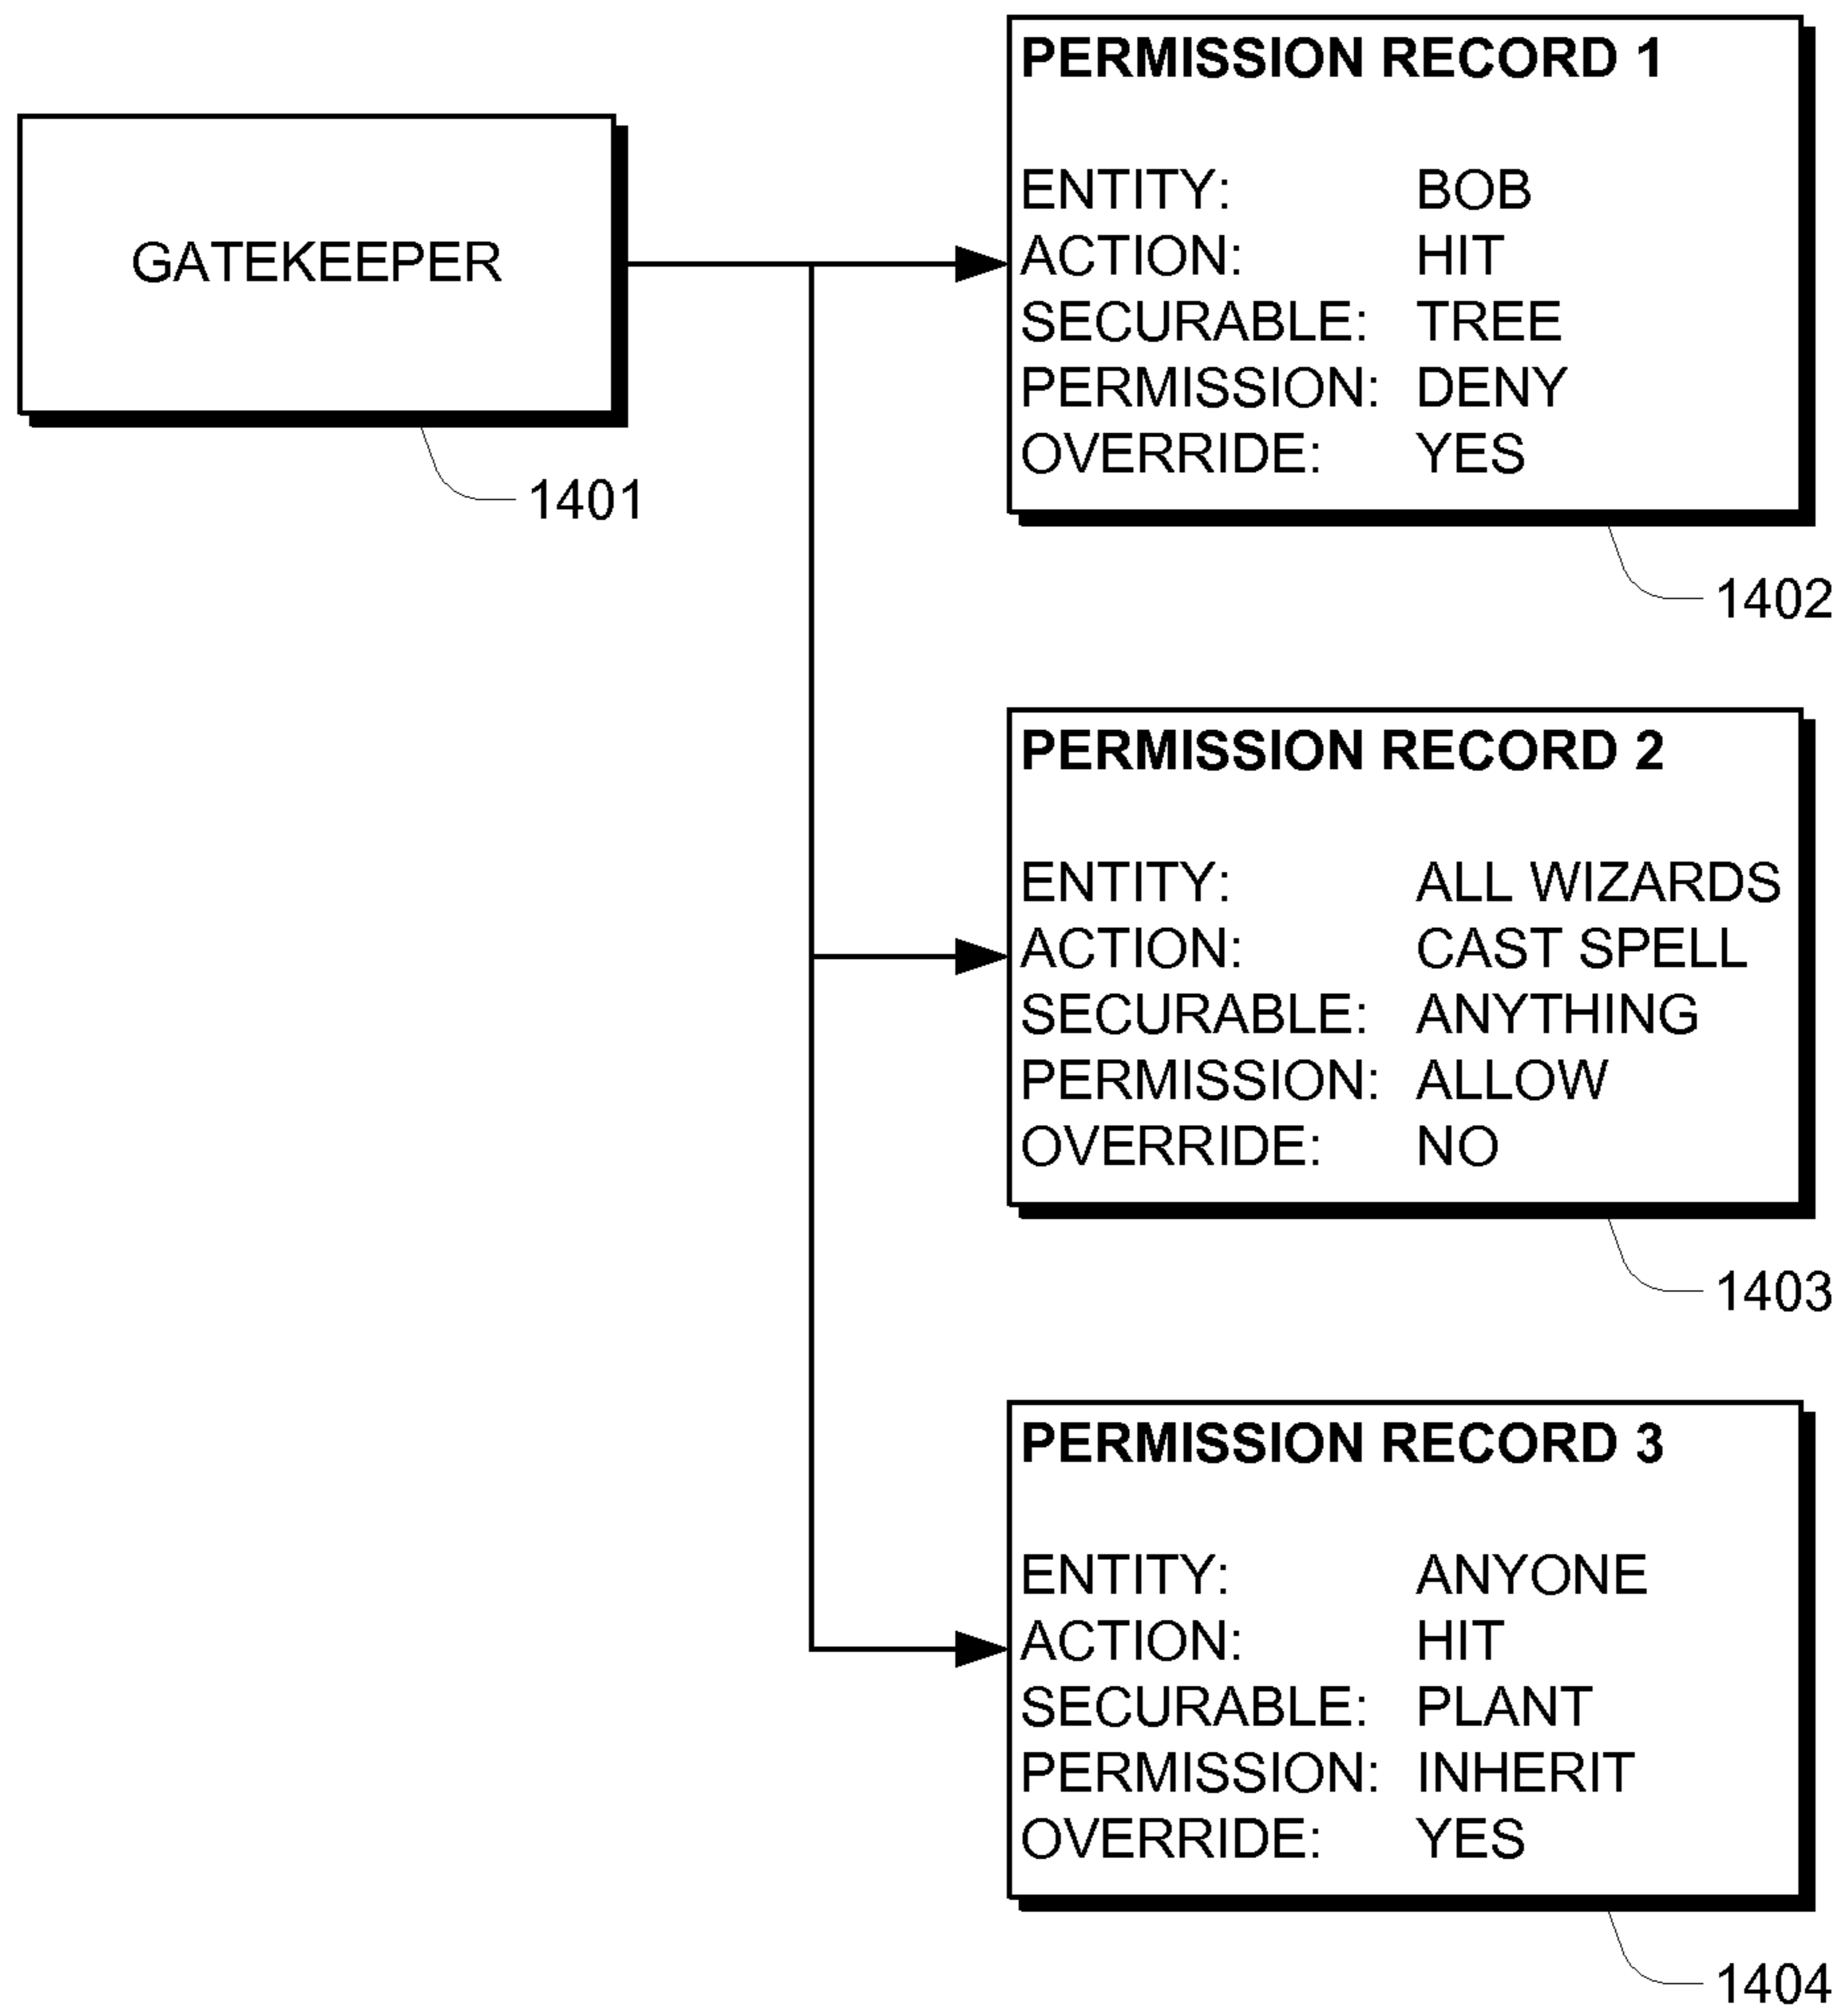 GATEKEEPER
1401
PERMISSION RECORD 1
ENTITY: BOB
ACTION: HIT
SECURABLE: TREE
PERMISSION: DENY
OVERRIDE: YES
1402
PERMISSION RECORD 2
ENTITY: ALL WIZARDS
ACTION: CAST SPELL
SECURABLE: ANYTHING
PERMISSION: ALLOW
OVERRIDE: NO
1403
PERMISSION RECORD 3
ENTITY: ANYONE
ACTION: HIT
SECURABLE: PLANT
PERMISSION: INHERIT
OVERRIDE: YES
1404